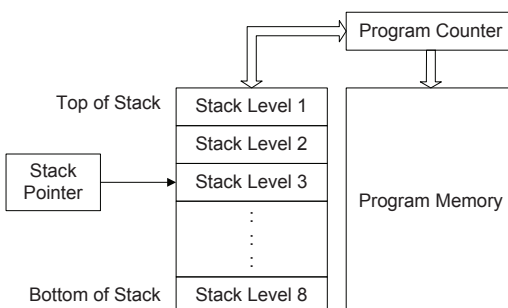 Program Counter
Top of Stack
Stack Level 1
Stack Level 2
Stack
Pointer
Stack Level 3
Program Memory
:
:
:
Bottom of Stack
Stack Level 8